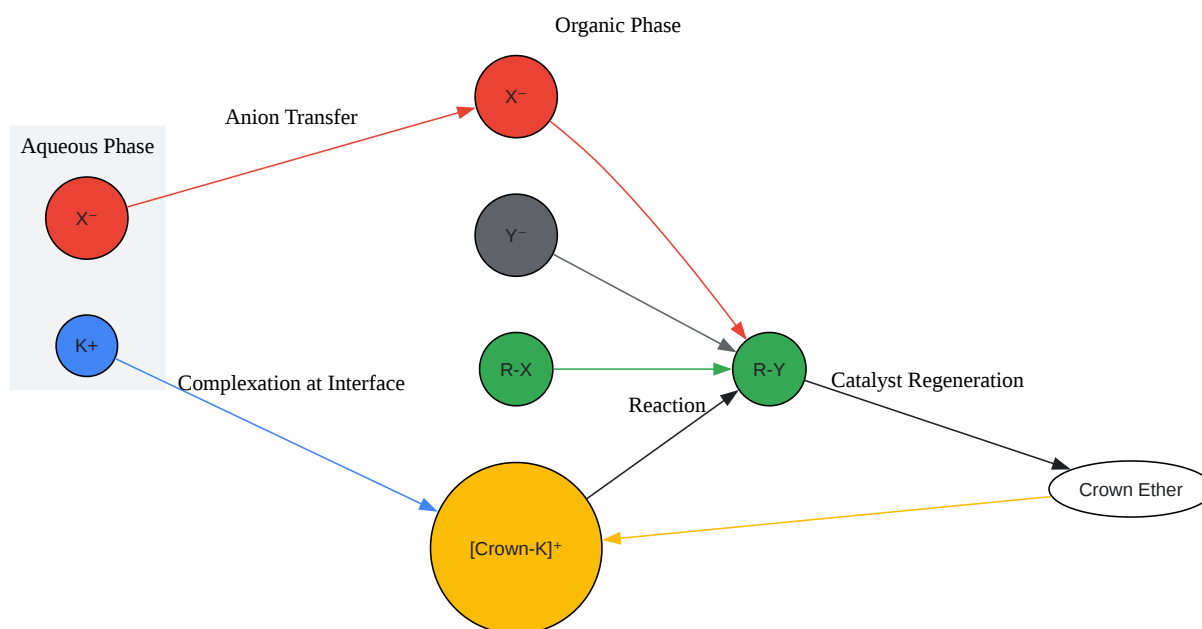 Organic Phase
X⁻
Anion Transfer
Aqueous Phase
X⁻
Y⁻
K+
R-X
R-Y
Complexation at Interface
Catalyst Regeneration
Reaction
Crown Ether
[Crown-K]⁺